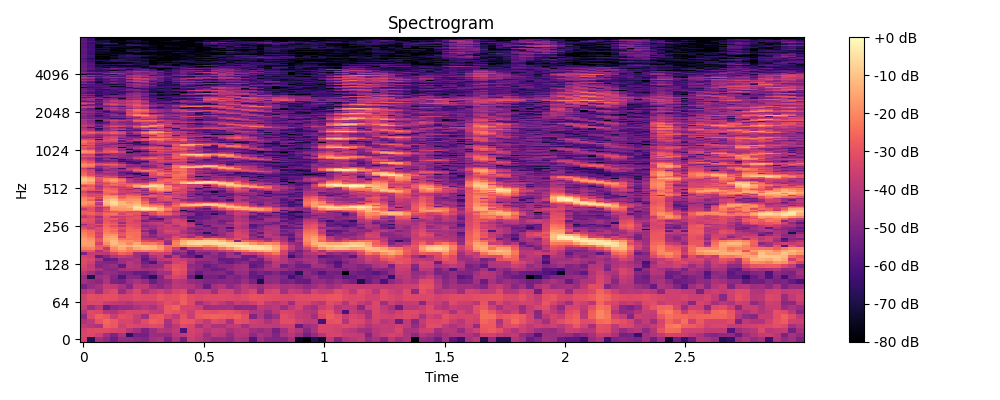 Spectrogram
4096
2048
1024
512
256
128
64
0
Hz
0
0.5
1
1.5
2
2.5
Time
+0 dB
-10 dB
-20 dB
-30 dB
-40 dB
-50 dB
-60 dB
-70 dB
-80 dB